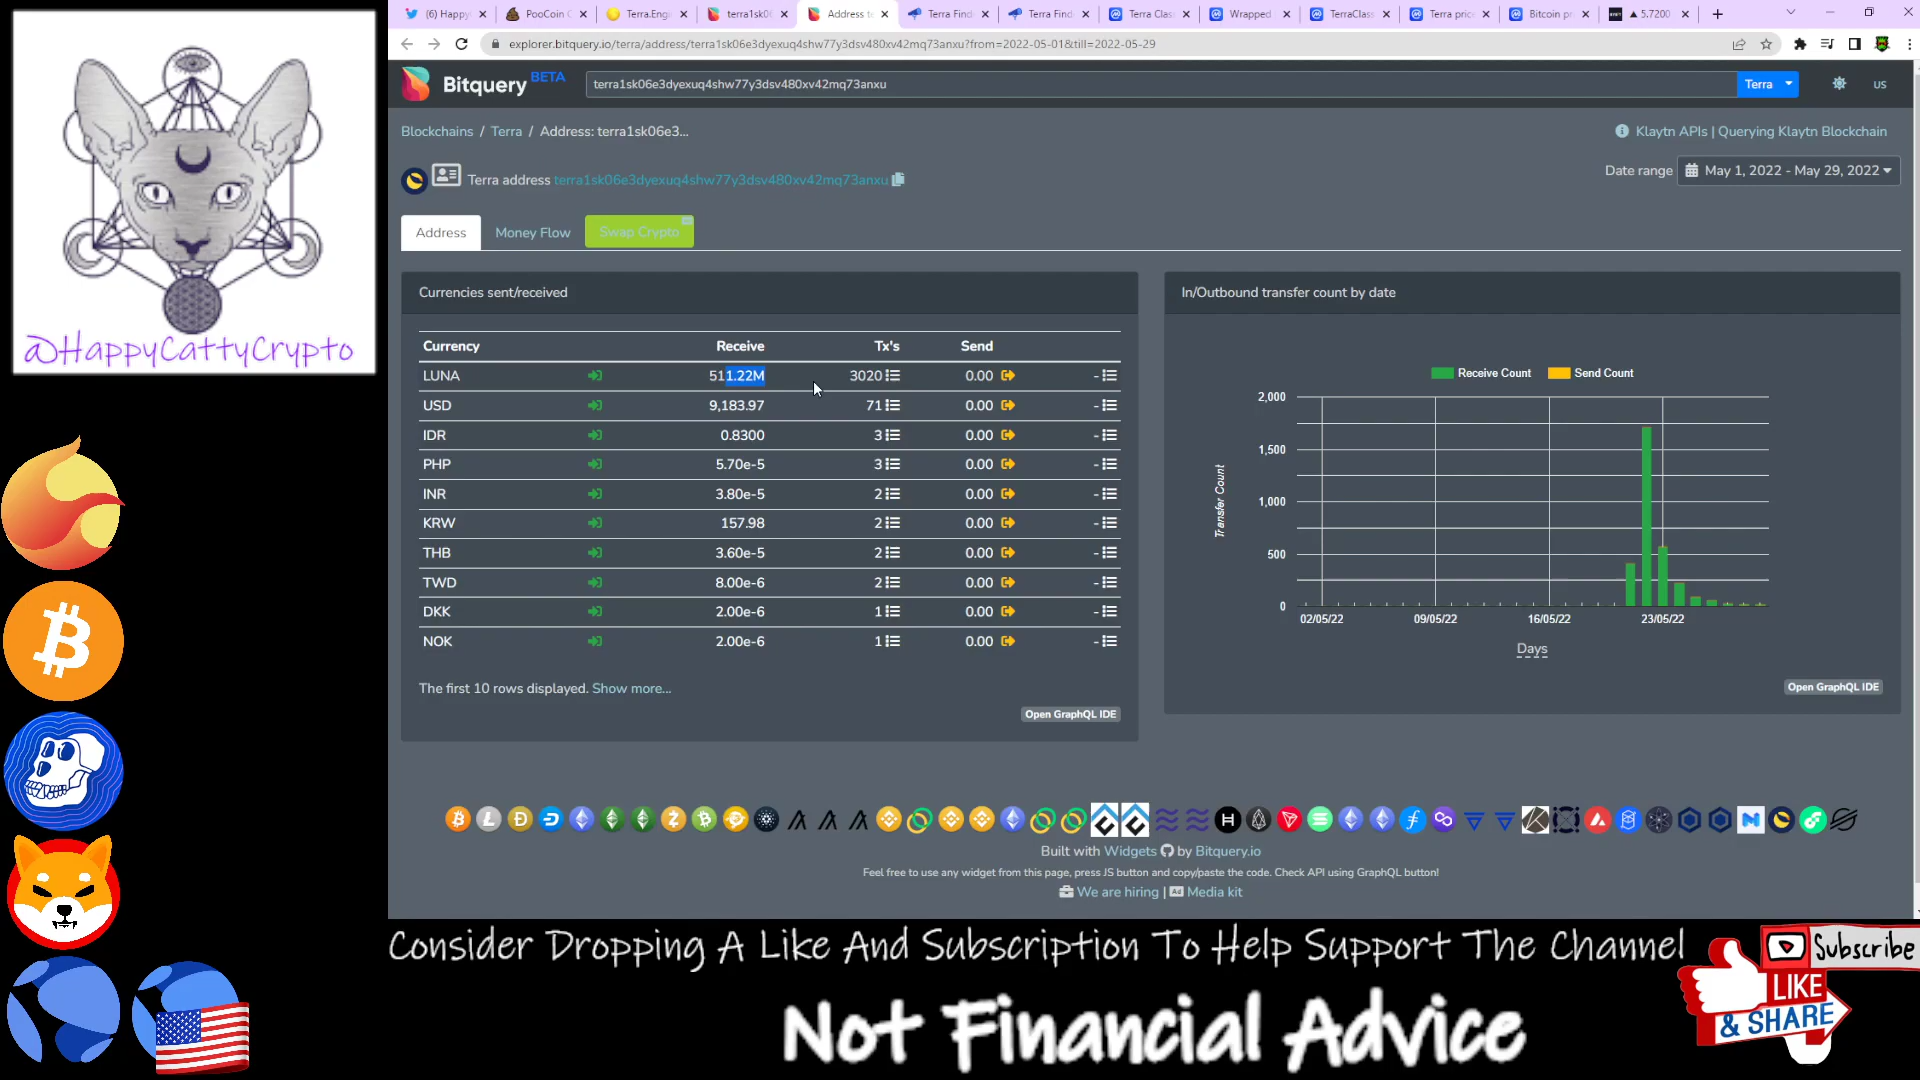 (6) Happy
PooCoin C
Terra.Engi
terra1sk06
Address te
Terra Find
Terra Find
Terra Clas
Wrapped
TerraClass
Terra pric
Bitcoin pr
▲ 5.7200
explorer.bitquery.io/terra/address/terra1sk06e3dyexuq4shw77y3dsv480xv42mq73anxu?from=2022-05-01&till=2022-05-29
Bitquery BETA
terra1sk06e3dyexuq4shw77y3dsv480xv42mq73anxu
Terra
US
Blockchains / Terra / Address: terra1sk06e3...
Klaytn APIs | Querying Klaytn Blockchain
Terra address terra1sk06e3dyexuq4shw77y3dsv480xv42mq73anxu
Date range May 1, 2022 - May 29, 2022
Address Money Flow Swap Crypto
Currencies sent/received
Currency Receive Tx's Send
LUNA 511.22M 3020 0.00 -
USD 9,183.97 71 0.00 -
IDR 0.8300 3 0.00 -
PHP 5.70e-5 3 0.00 -
INR 3.80e-5 2 0.00 -
KRW 157.98 2 0.00 -
THB 3.60e-5 2 0.00 -
TWD 8.00e-6 2 0.00 -
DKK 2.00e-6 1 0.00 -
NOK 2.00e-6 1 0.00 -
The first 10 rows displayed. Show more...
Open GraphQL IDE
In/Outbound transfer count by date
Receive Count Send Count
2,000
1,500
1,000
500
0
Transfer Count
02/05/22 09/05/22 16/05/22 23/05/22
Days
Open GraphQL IDE
Built with Widgets by Bitquery.io
Feel free to use any widget from this page, press JS button and copy/paste the code. Check API using GraphQL button!
We are hiring | Media kit
@HappyCattyCrypto
Consider Dropping A Like And Subscription To Help Support The Channel
Not Financial Advice
Subscribe
LIKE
& SHARE